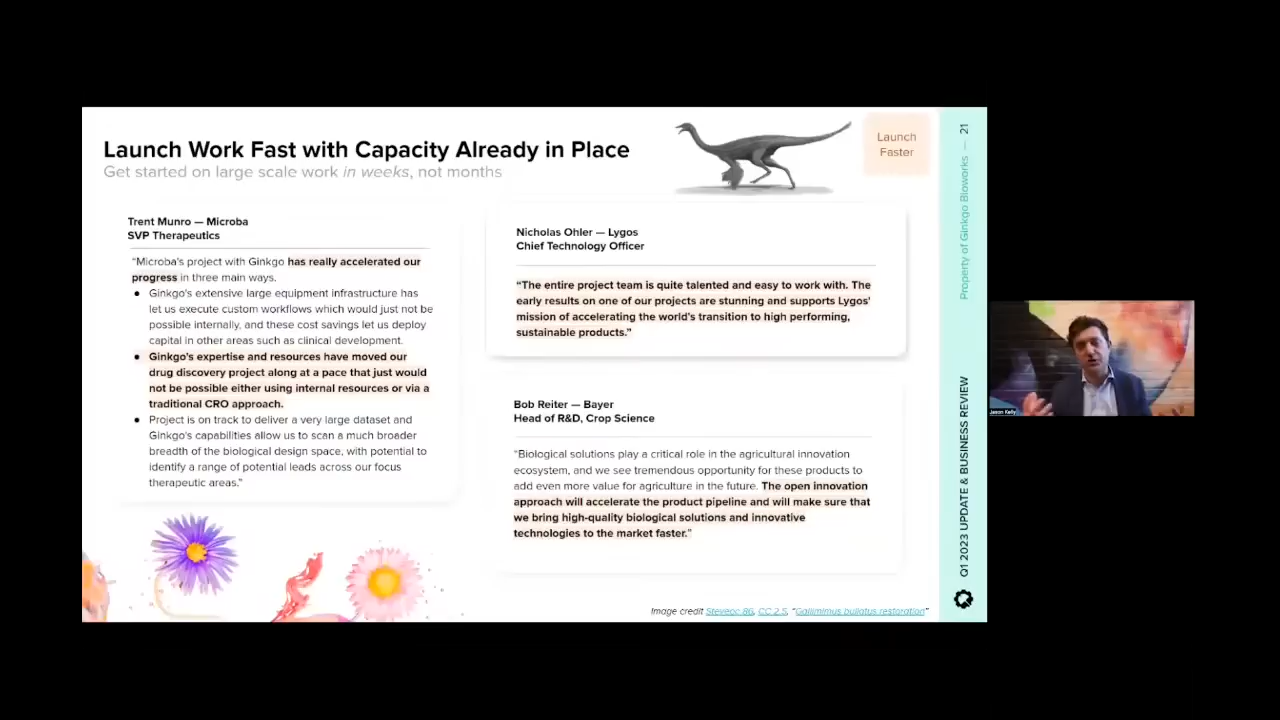 Launch Work Fast with Capacity Already in Place
Get started on large scale work in weeks, not months
Launch
Faster
Trent Munro — Microba
SVP Therapeutics
“Microba’s project with Ginkgo has really accelerated our
progress in three main ways.
● Ginkgo’s extensive large equipment infrastructure has
let us execute custom workflows which would just not be
possible internally, and these cost savings let us deploy
capital in other areas such as clinical development.
● Ginkgo’s expertise and resources have moved our
drug discovery project along at a pace that just would
not be possible either using internal resources or via a
traditional CRO approach.
● Project is on track to deliver a very large dataset and
Ginkgo’s capabilities allow us to scan a much broader
breadth of the biological design space, with potential to
identify a range of potential leads across our focus
therapeutic areas.”
Nicholas Ohler — Lygos
Chief Technology Officer
“The entire project team is quite talented and easy to work with. The
early results on one of our projects are stunning and supports Lygos’
mission of accelerating the world’s transition to high performing,
sustainable products.”
Bob Reiter — Bayer
Head of R&D, Crop Science
“Biological solutions play a critical role in the agricultural innovation
ecosystem, and we see tremendous opportunity for these products to
add even more value for agriculture in the future. The open innovation
approach will accelerate the product pipeline and will make sure that
we bring high-quality biological solutions and innovative
technologies to the market faster.”
Image credit Steveoc 86, CC 2.5, “Gallimimus bullatus restoration”
Q1 2023 UPDATE & BUSINESS REVIEW
Property of Ginkgo Bioworks — 21
Jason Kelly